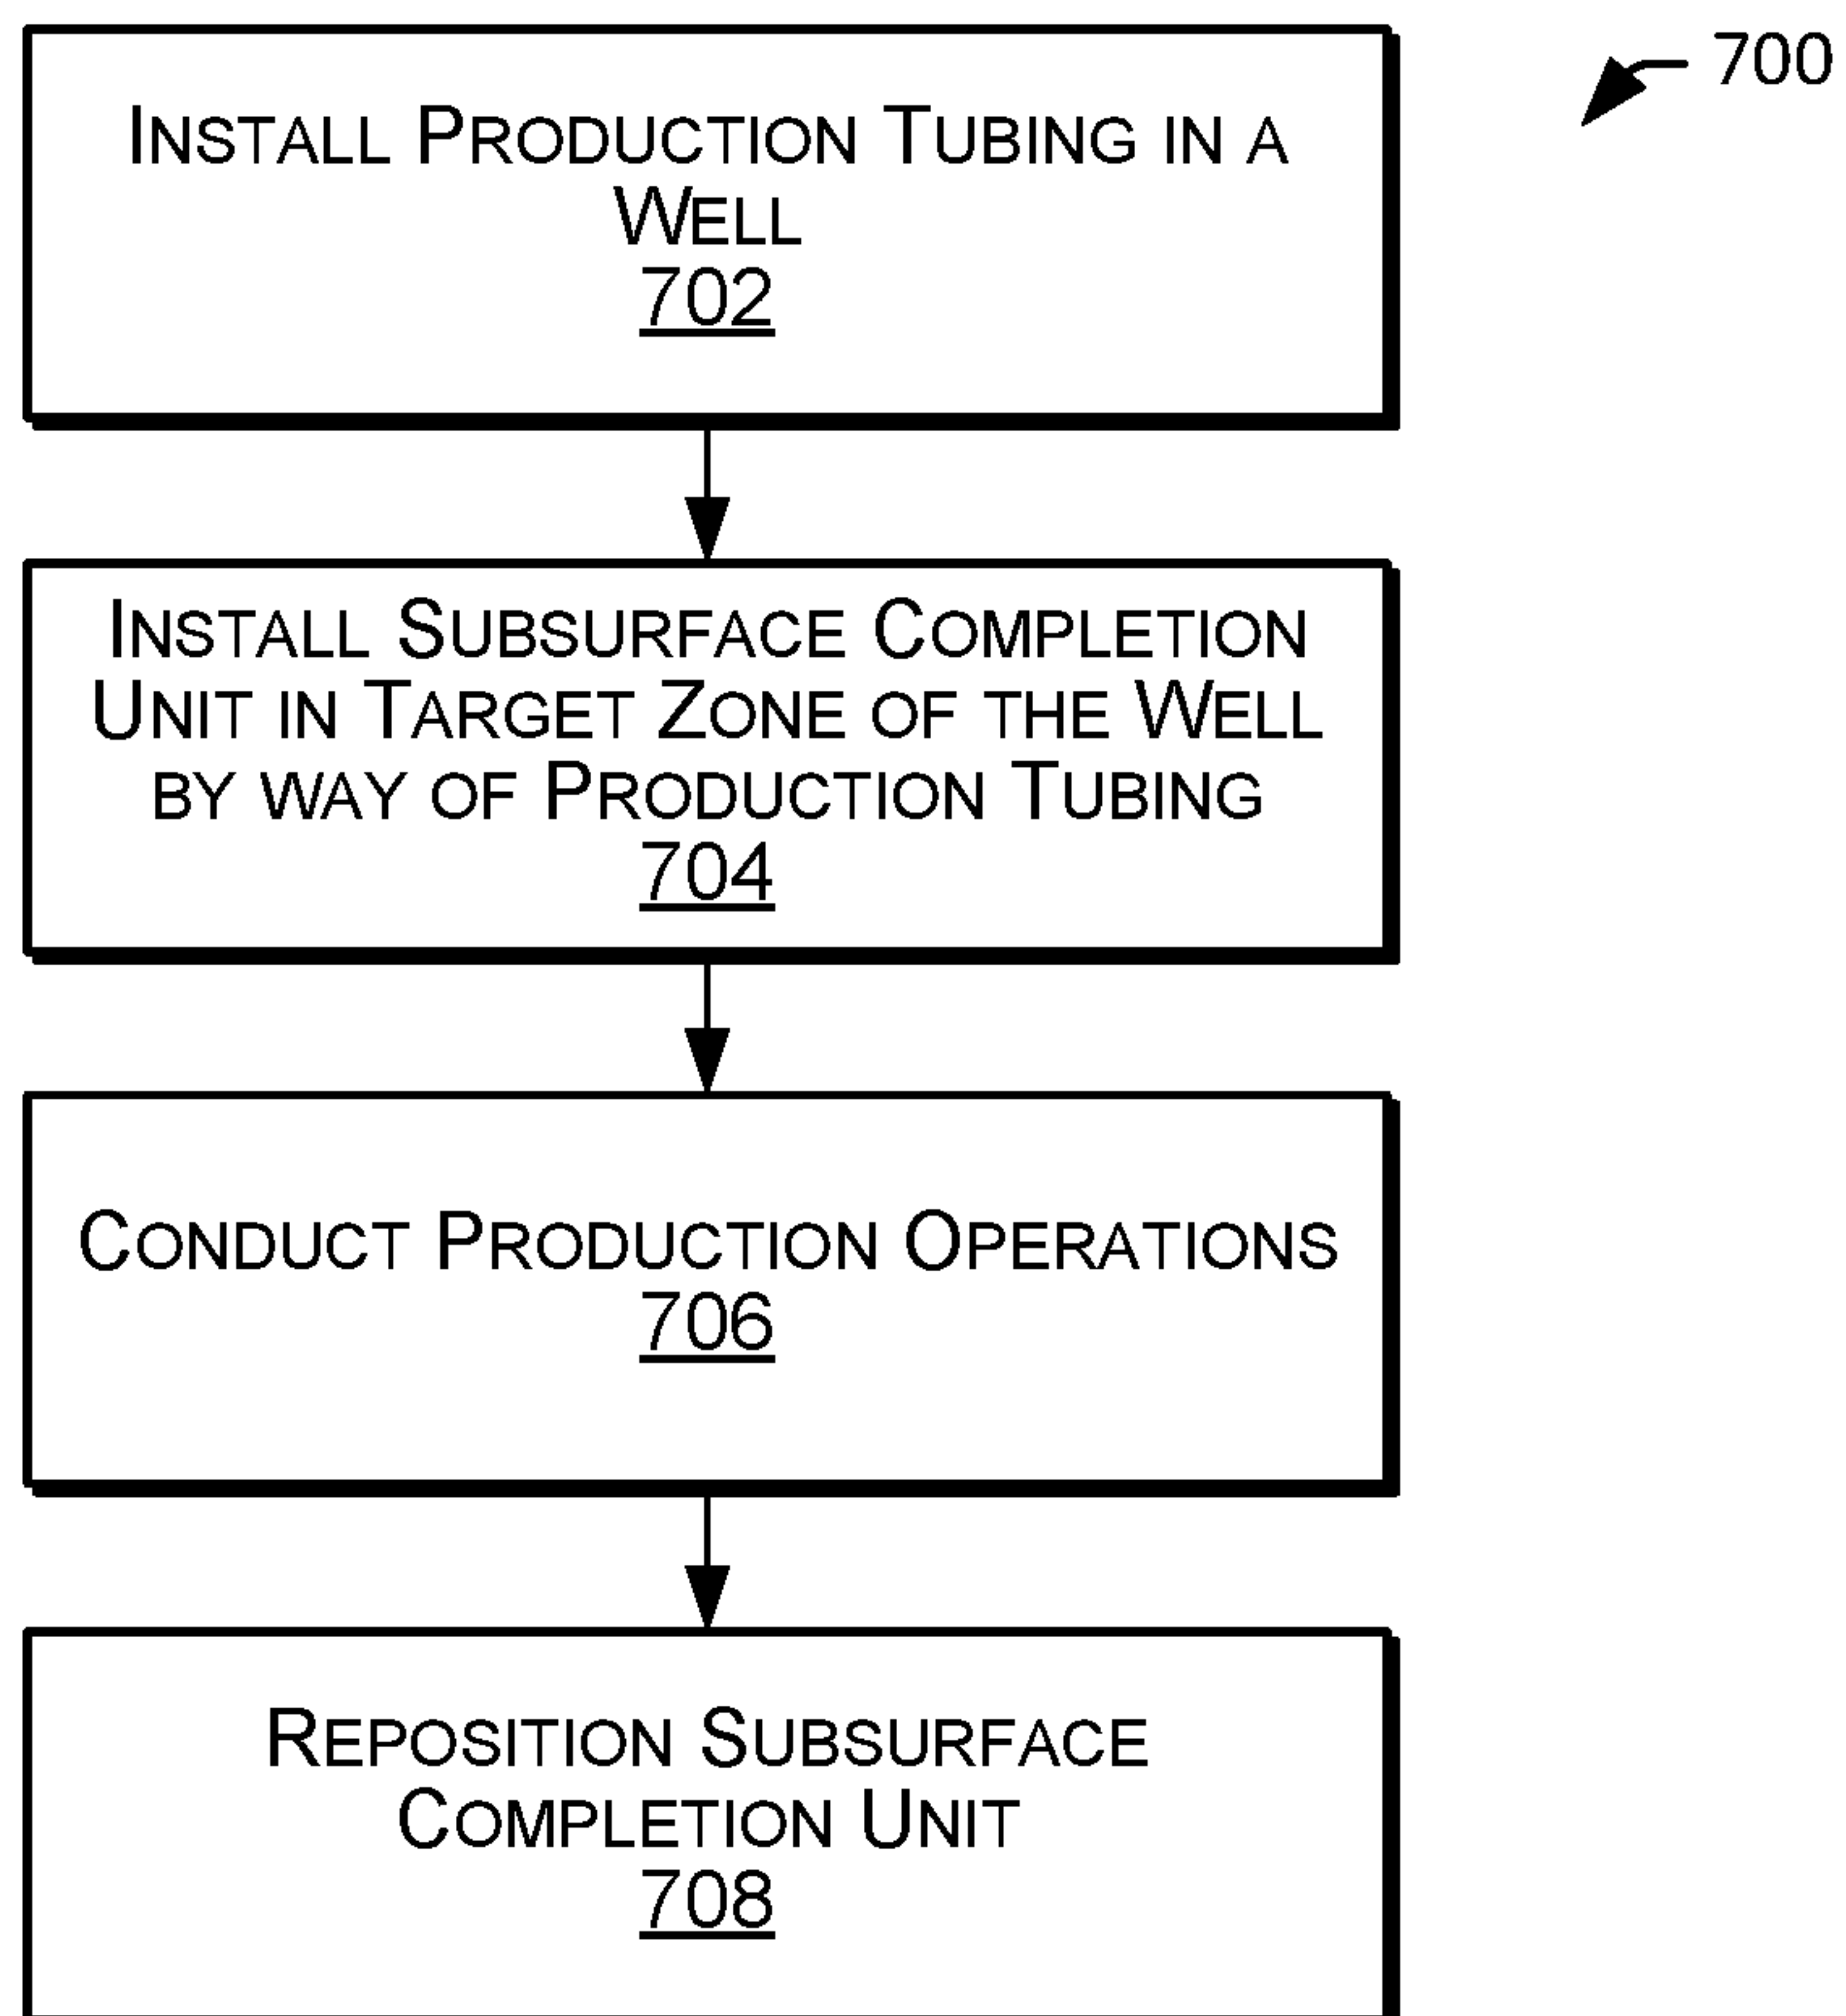 INSTALL PRODUCTION TUBING IN A
WELL
702
700
INSTALL SUBSURFACE COMPLETION
UNIT IN TARGET ZONE OF THE WELL
BY WAY OF PRODUCTION TUBING
704
CONDUCT PRODUCTION OPERATIONS
706
REPOSITION SUBSURFACE
COMPLETION UNIT
708